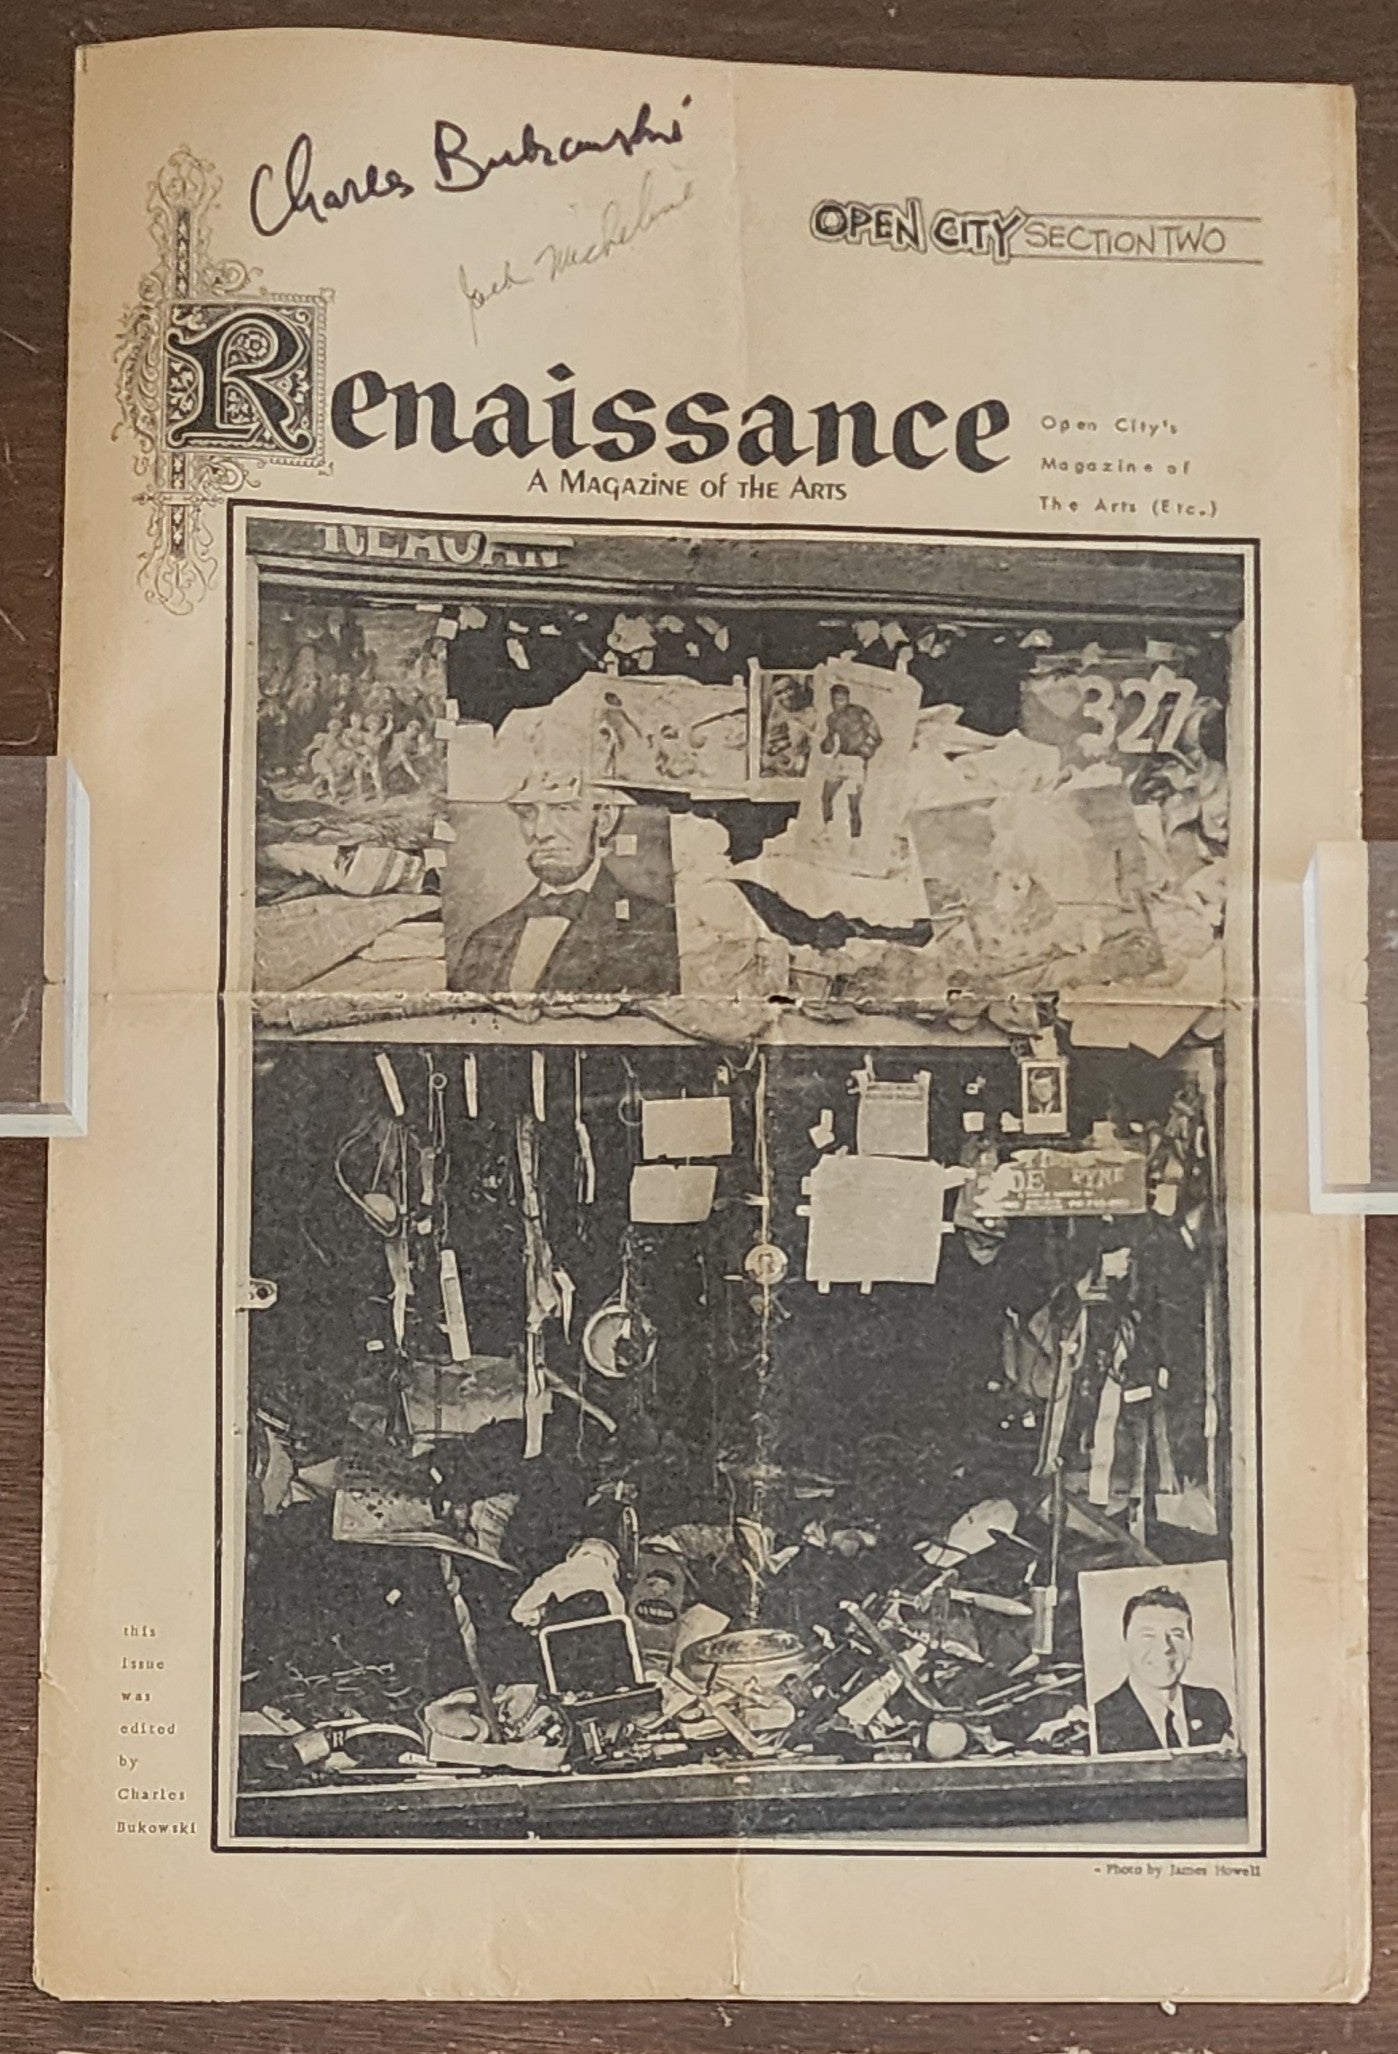 Charles Bukowski
Jack Micheline
OPEN CITY SECTION TWO
Renaissance
A MAGAZINE OF THE ARTS
Open City's
Magazine of
The Arts (Etc.)
REAGAN
327
this
issue
was
edited
by
Charles
Bukowski
- Photo by James Howell